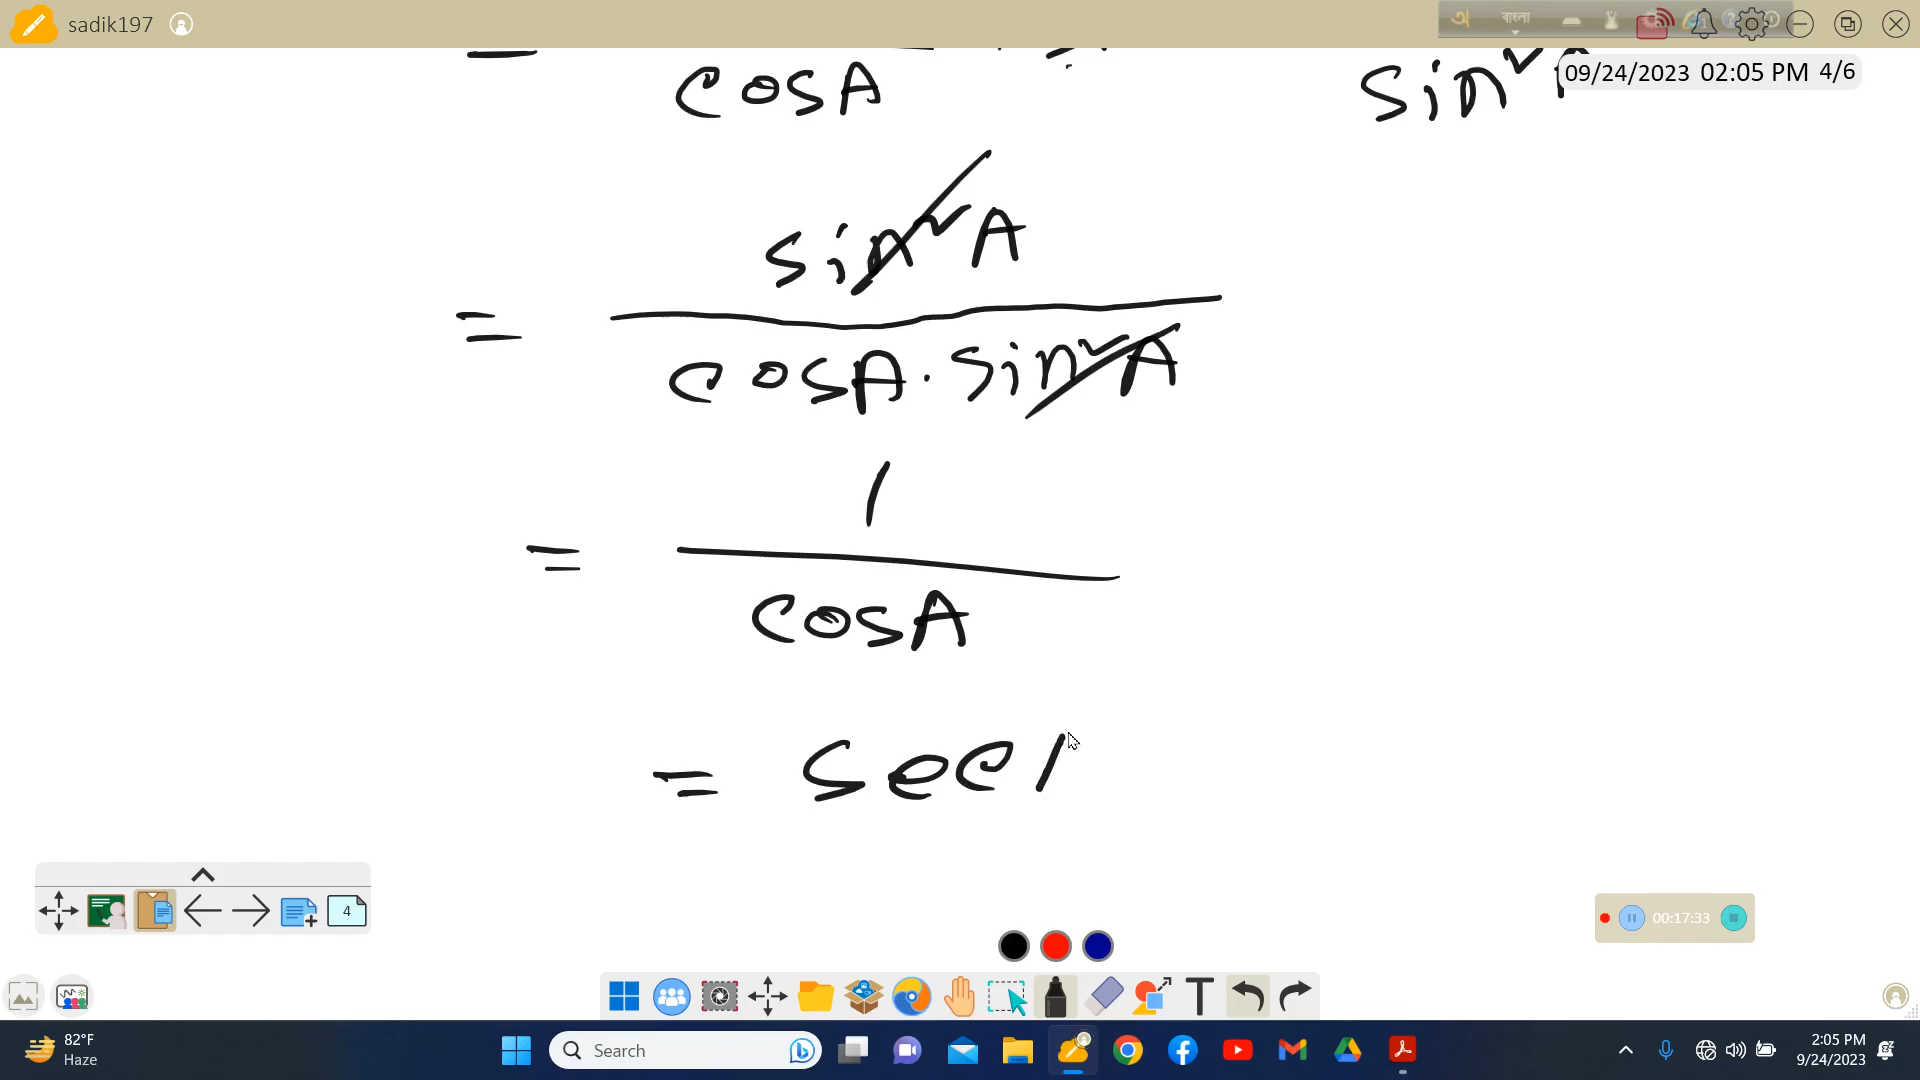 sadik197
বাংলা
= cosA sin²
09/24/2023 02:05 PM 4/6
= sin²A
cosA . sin²A
= 1
cosA
= sec
4
00:17:33
82°F
Haze
Search
2:05 PM
9/24/2023